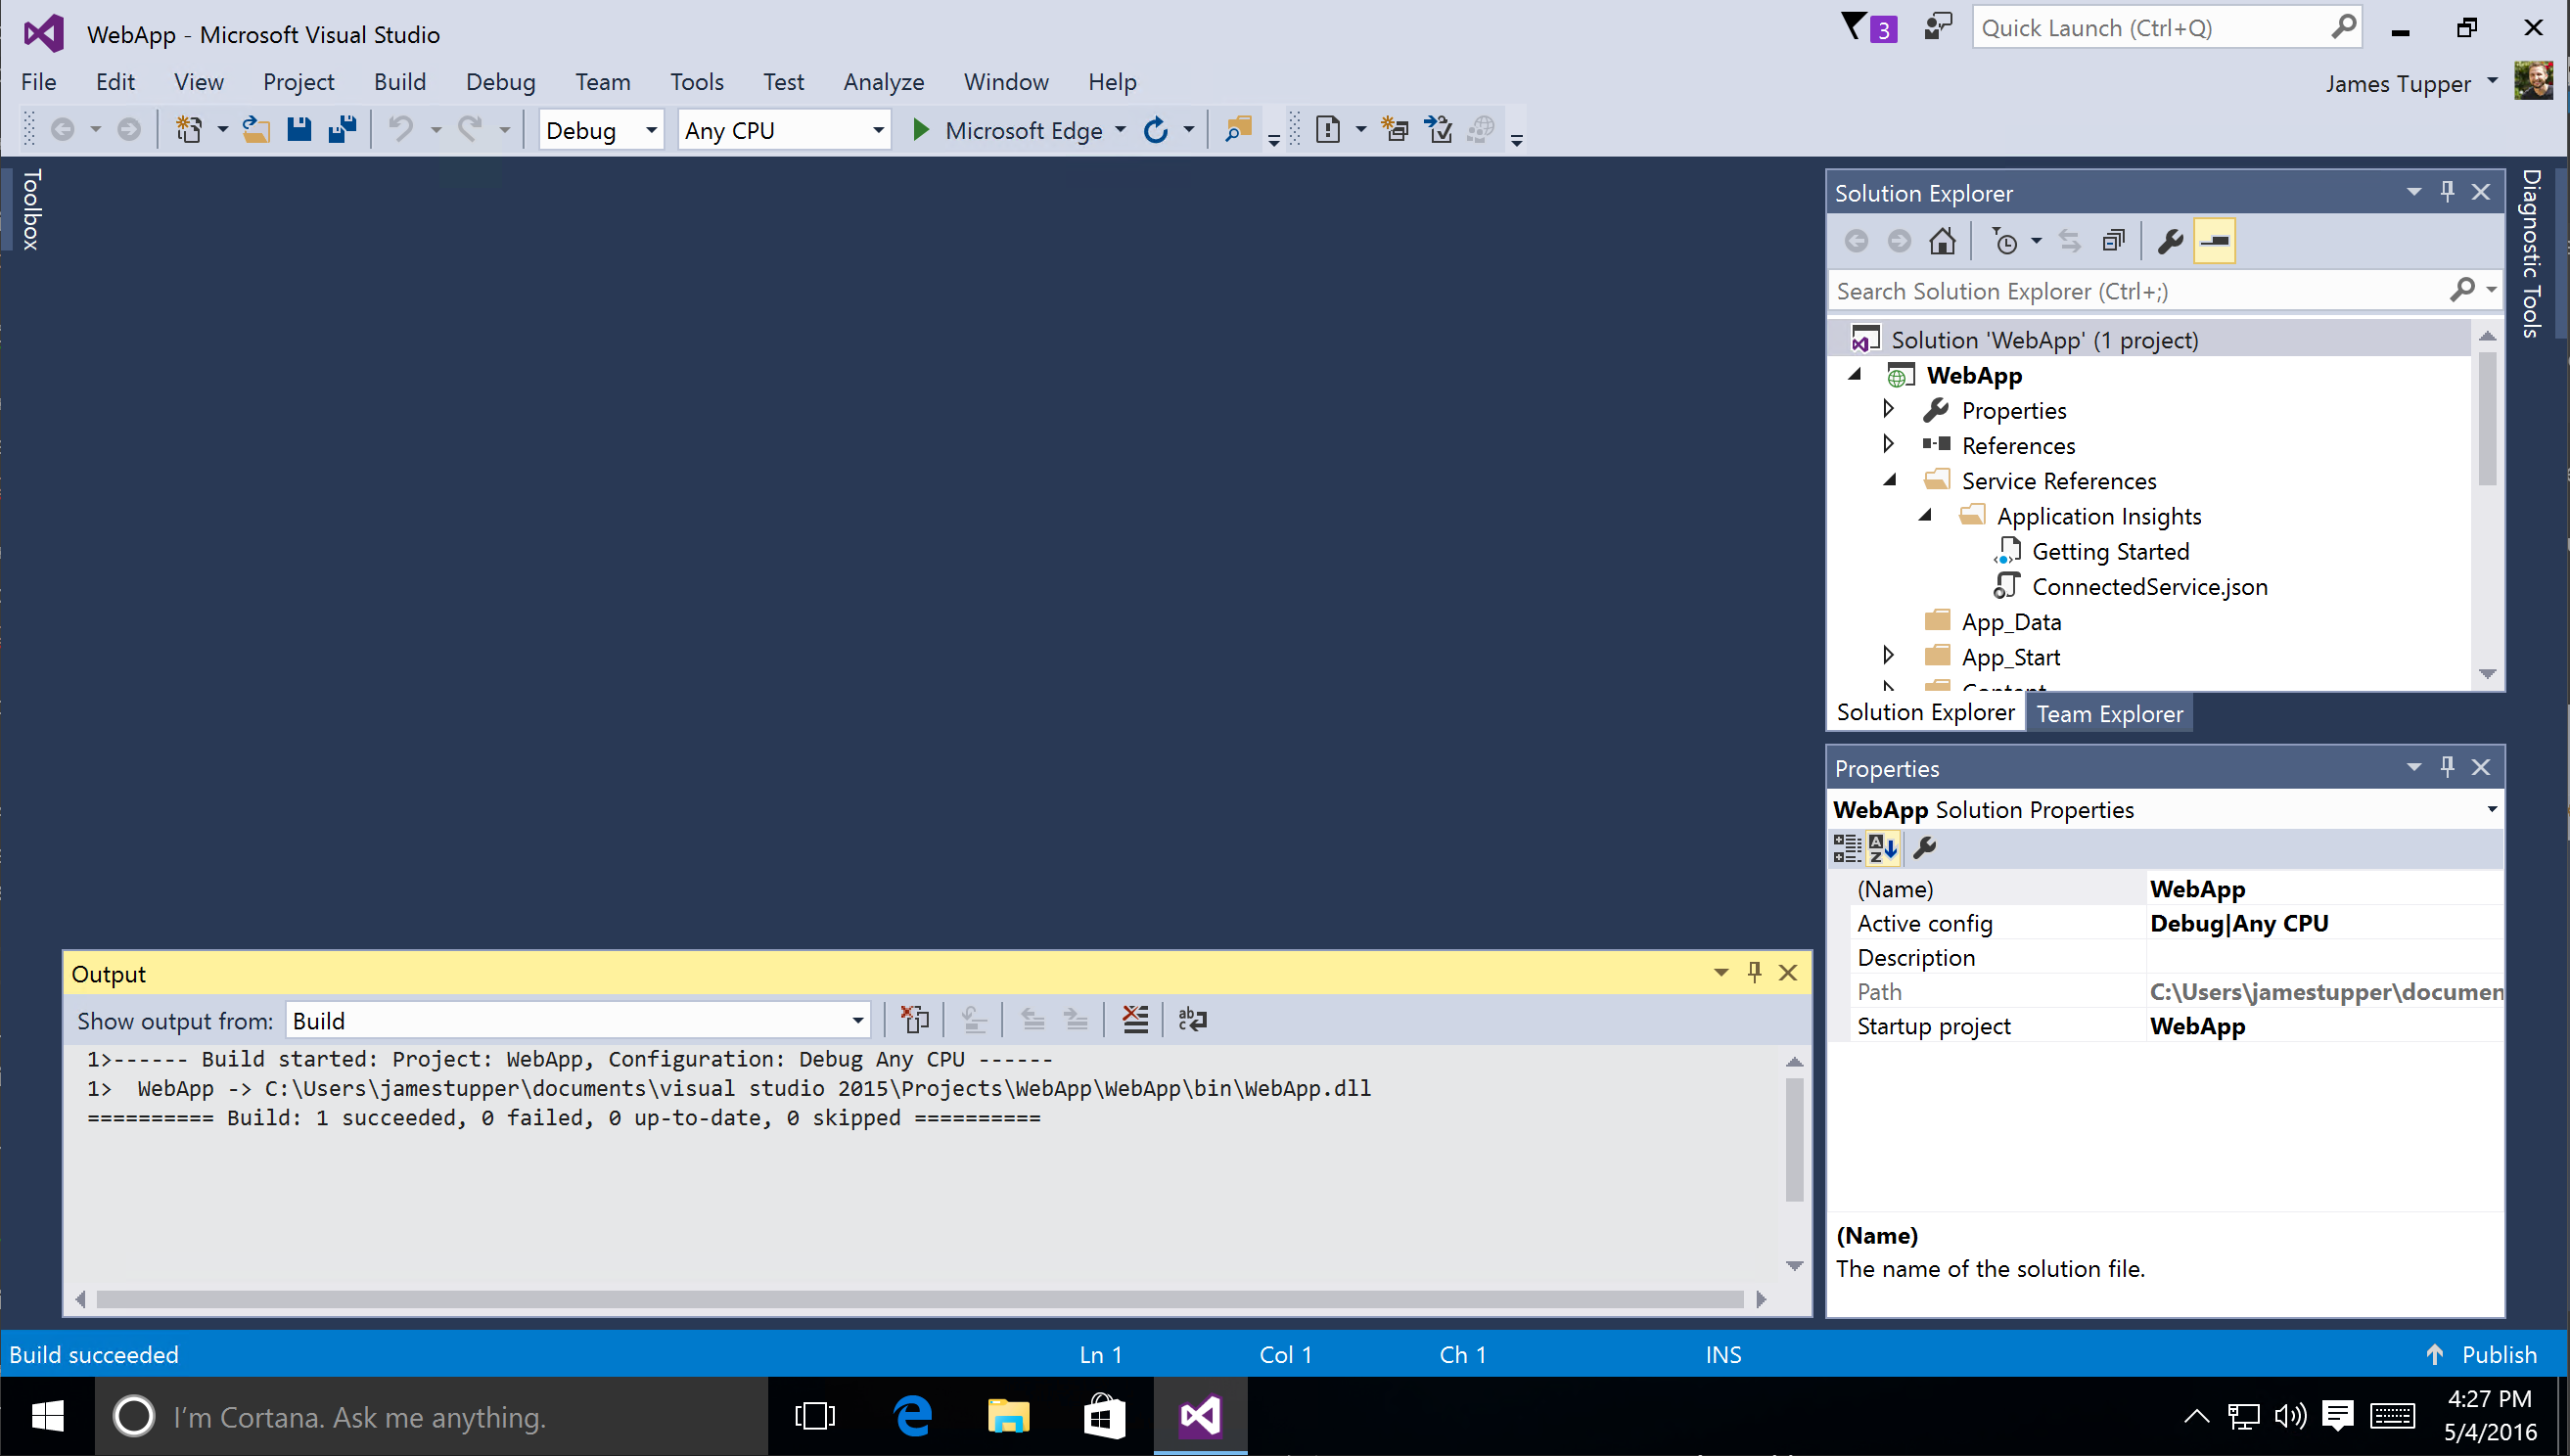 WebApp - Microsoft Visual Studio
3
Quick Launch (Ctrl+Q)
File Edit View Project Build Debug Team Tools Test Analyze Window Help
James Tupper
Debug
Any CPU
Microsoft Edge
Toolbox
Solution Explorer
Search Solution Explorer (Ctrl+;)
Solution 'WebApp' (1 project)
WebApp
Properties
References
Service References
Application Insights
Getting Started
ConnectedService.json
App_Data
App_Start
Content
Solution Explorer Team Explorer
Diagnostic Tools
Properties
WebApp Solution Properties
(Name) WebApp
Active config Debug|Any CPU
Description
Path C:\Users\jamestupper\documen
Startup project WebApp
(Name)
The name of the solution file.
Output
Show output from: Build
1>------ Build started: Project: WebApp, Configuration: Debug Any CPU ------
1>  WebApp -> C:\Users\jamestupper\documents\visual studio 2015\Projects\WebApp\WebApp\bin\WebApp.dll
========== Build: 1 succeeded, 0 failed, 0 up-to-date, 0 skipped ==========
Build succeeded Ln 1 Col 1 Ch 1 INS Publish
I'm Cortana. Ask me anything.
4:27 PM
5/4/2016